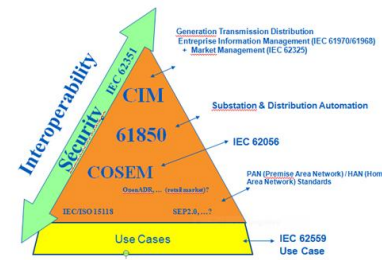 Generation Transmission Distribution
Entreprise Information Management (IEC 61970/61968)
+ Market Management (IEC 62325)
Interoperability
Sécurity
IEC 62351
CIM
Substation & Distribution Automation
61850
IEC 62056
COSEM
PAN (Premise Area Network) / HAN (Hom
Area Network) Standards
OpenADR, … (retail market)?
IEC/ISO 15118
SEP2.0, …?
Use Cases
IEC 62559
Use Case